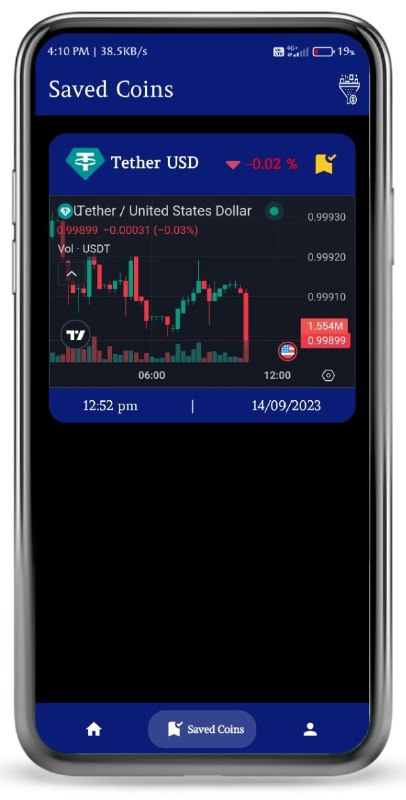 4:10 PM | 38.5KB/s 4G+ 19%
Saved Coins
Tether USD -0.02 %
UTether / United States Dollar
0.99930
0.99899 −0.00031 (−0.03%)
Vol · USDT
0.99920
0.99910
1.554M
0.99899
06:00 12:00
12:52 pm | 14/09/2023
Saved Coins